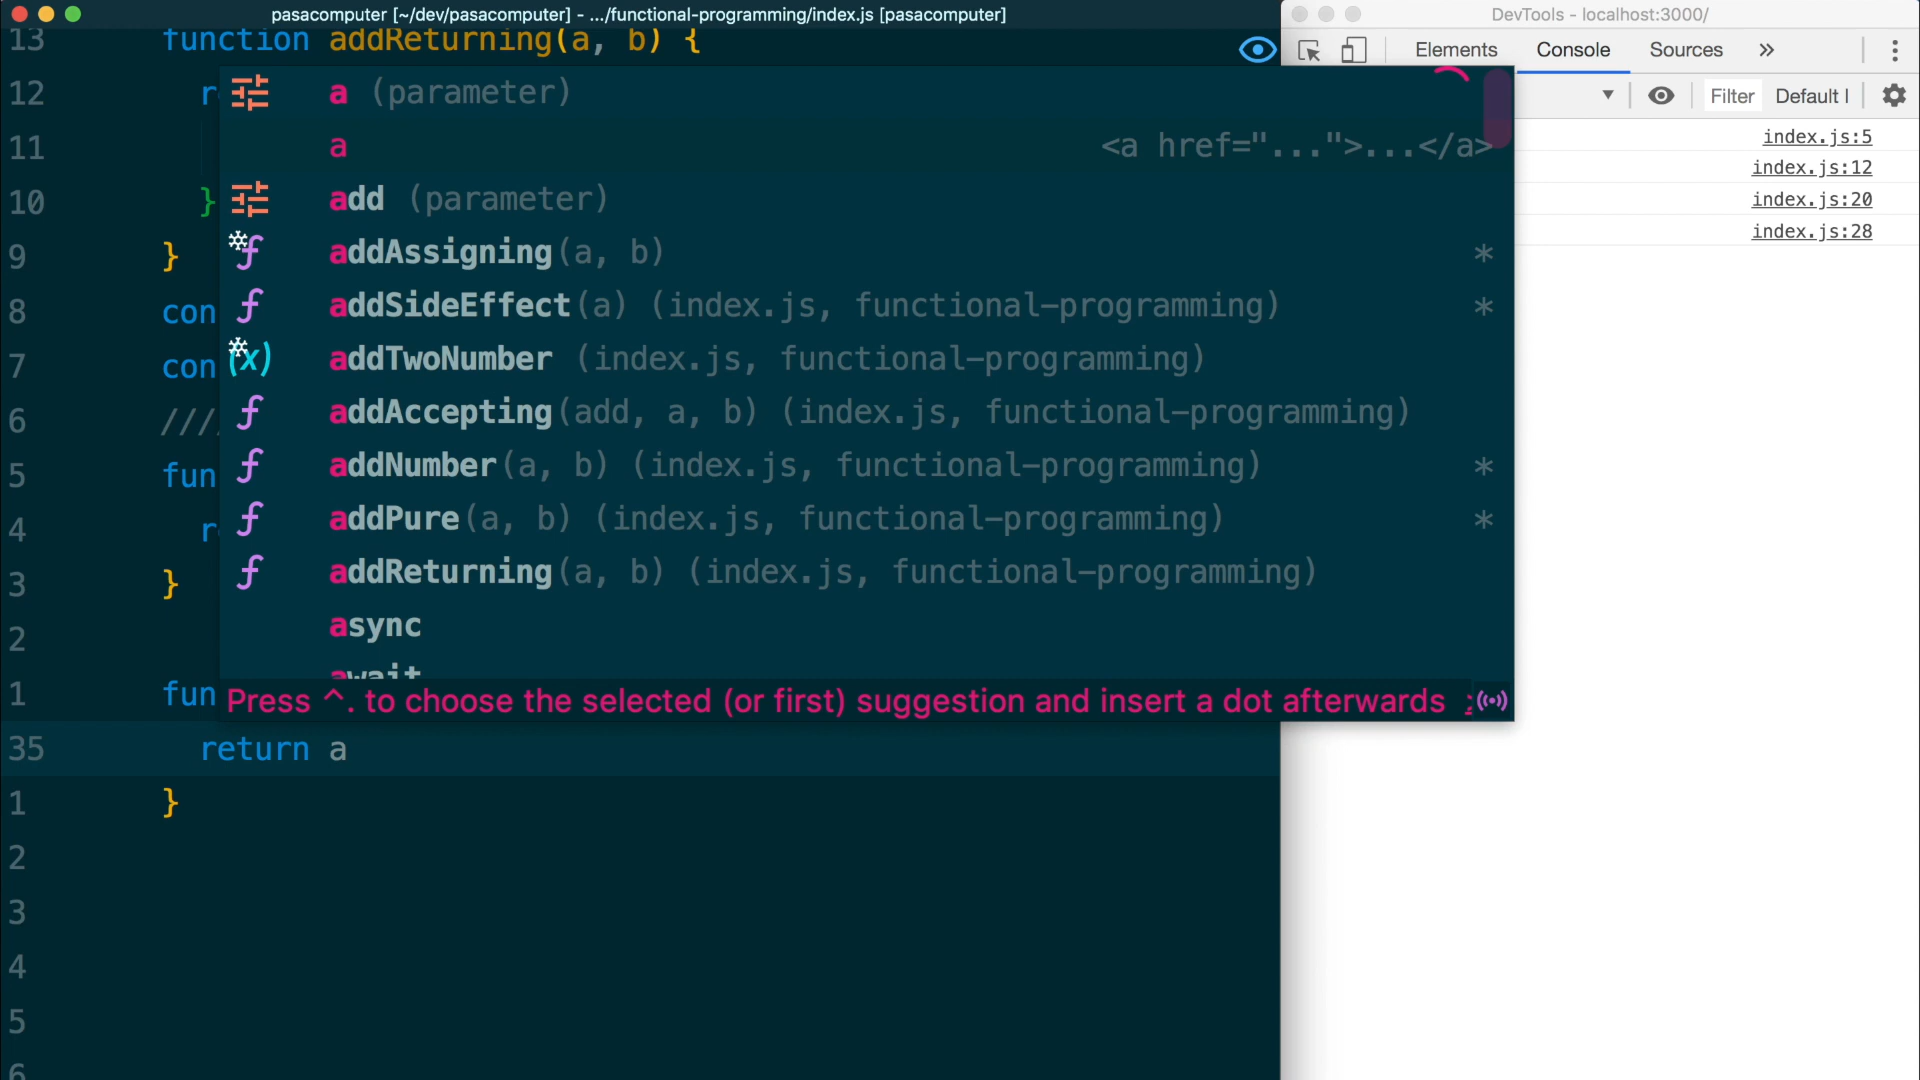 pasacomputer [~/dev/pasacomputer] - .../functional-programming/index.js [pasacomputer]
DevTools - localhost:3000/
Elements Console Sources »
Filter Default l
index.js:5
index.js:12
index.js:20
index.js:28
13 function addReturning(a, b) {
12 r
11
10 }
9 }
8 con
7 con
6 ////
5 fun
4 re
3 }
2
1 fun
a (parameter)
a <a href="...">...</a>
add (parameter)
addAssigning(a, b) *
addSideEffect(a) (index.js, functional-programming) *
addTwoNumber (index.js, functional-programming)
addAccepting(add, a, b) (index.js, functional-programming)
addNumber(a, b) (index.js, functional-programming) *
addPure(a, b) (index.js, functional-programming) *
addReturning(a, b) (index.js, functional-programming)
async
await
Press ^. to choose the selected (or first) suggestion and insert a dot afterwards
35 return a
1 }
2
3
4
5
6